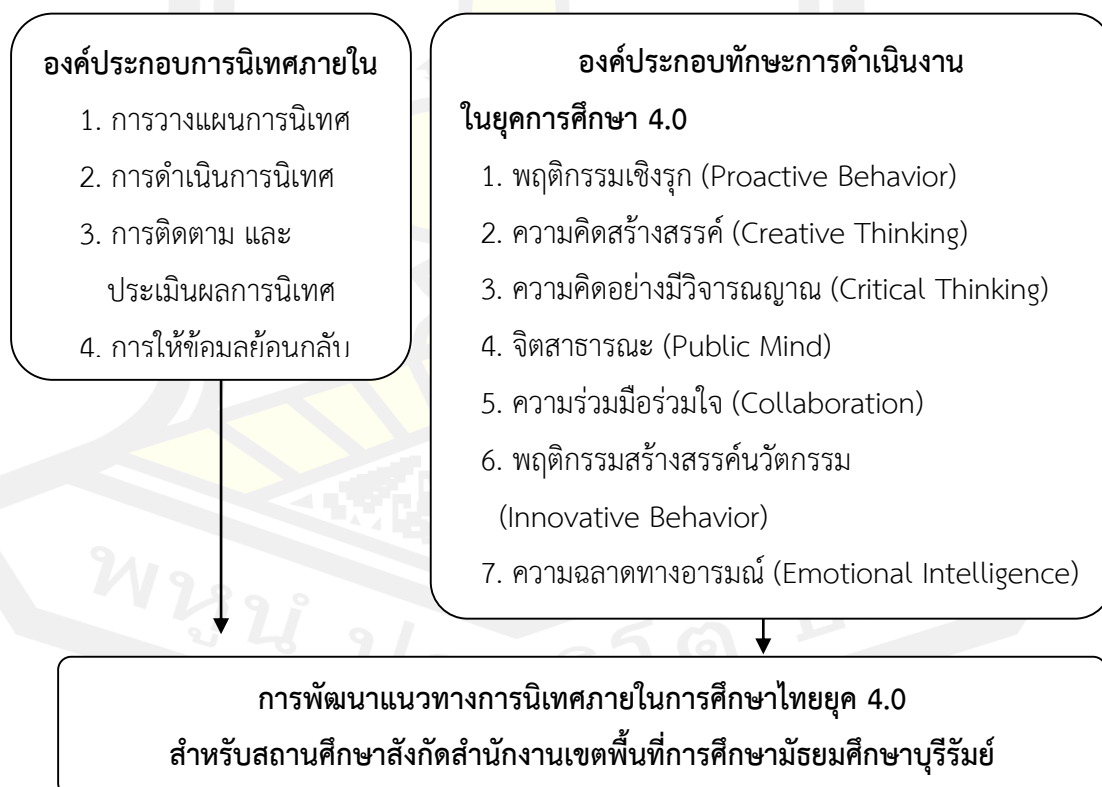 องค์ประกอบการนิเทศภายใน
1. การวางแผนการนิเทศ
2. การดำเนินการนิเทศ
3. การติดตาม และ
ประเมินผลการนิเทศ
4. การให้ข้อมูลย้อนกลับ
องค์ประกอบทักษะการดำเนินงาน
ในยุคการศึกษา 4.0
1. พฤติกรรมเชิงรุก (Proactive Behavior)
2. ความคิดสร้างสรรค์ (Creative Thinking)
3. ความคิดอย่างมีวิจารณญาณ (Critical Thinking)
4. จิตสาธารณะ (Public Mind)
5. ความร่วมมือร่วมใจ (Collaboration)
6. พฤติกรรมสร้างสรรค์นวัตกรรม
(Innovative Behavior)
7. ความฉลาดทางอารมณ์ (Emotional Intelligence)
พหูนํ
การพัฒนาแนวทางการนิเทศภายในการศึกษาไทยยุค 4.0
สำหรับสถานศึกษาสังกัดสำนักงานเขตพื้นที่การศึกษามัธยมศึกษาบุรีรัมย์